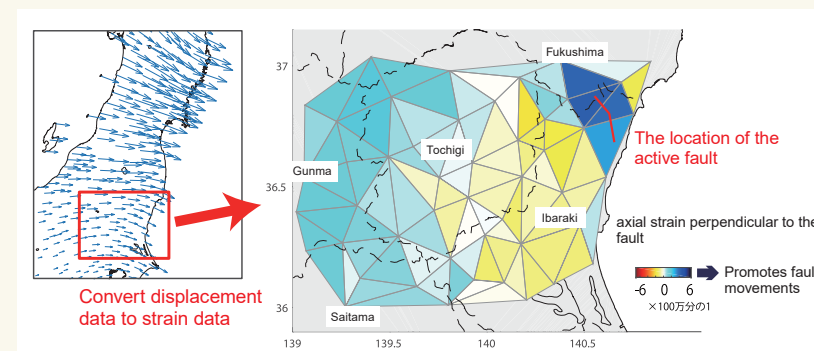 Convert displacement
data to strain data
Fukushima
Tochigi
Gunma
Ibaraki
Saitama
37
36.5
36
139
139.5
140
140.5
The location of the
active fault
axial strain perpendicular to the
fault
-6 0 6
×100万分の1
Promotes faul
movements